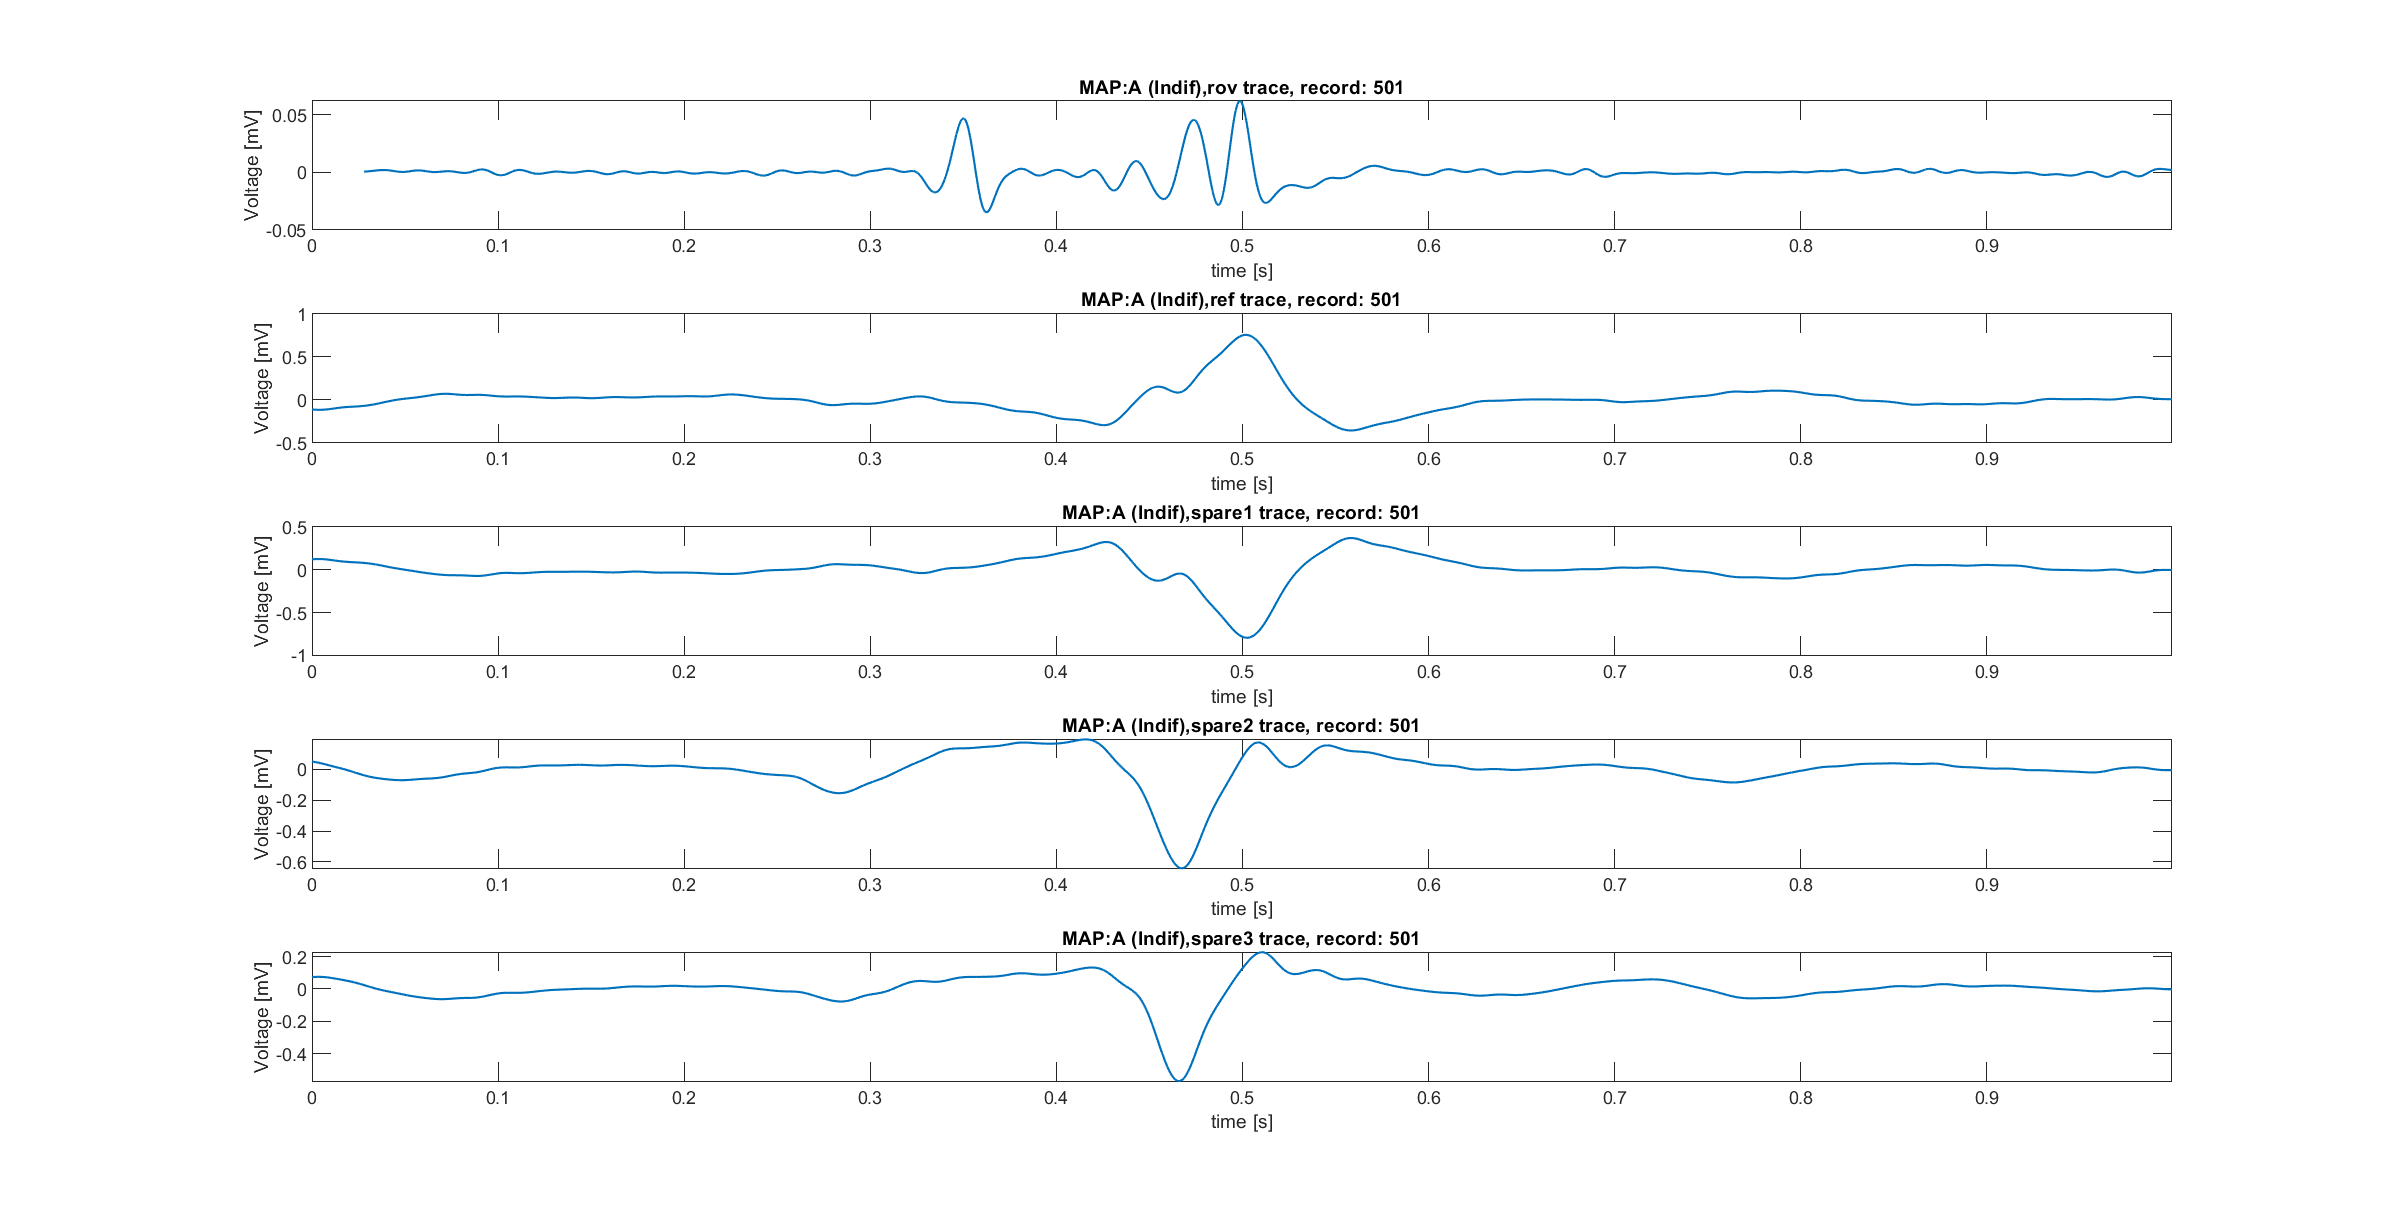 MAP:A (Indif),rov trace, record: 501
Voltage [mV]
0.05
0
-0.05
0 0.1 0.2 0.3 0.4 0.5 0.6 0.7 0.8 0.9
time [s]
MAP:A (Indif),ref trace, record: 501
Voltage [mV]
1
0.5
0
-0.5
0 0.1 0.2 0.3 0.4 0.5 0.6 0.7 0.8 0.9
time [s]
MAP:A (Indif),spare1 trace, record: 501
Voltage [mV]
0.5
0
-0.5
-1
0 0.1 0.2 0.3 0.4 0.5 0.6 0.7 0.8 0.9
time [s]
MAP:A (Indif),spare2 trace, record: 501
Voltage [mV]
0
-0.2
-0.4
-0.6
0 0.1 0.2 0.3 0.4 0.5 0.6 0.7 0.8 0.9
time [s]
MAP:A (Indif),spare3 trace, record: 501
Voltage [mV]
0.2
0
-0.2
-0.4
0 0.1 0.2 0.3 0.4 0.5 0.6 0.7 0.8 0.9
time [s]